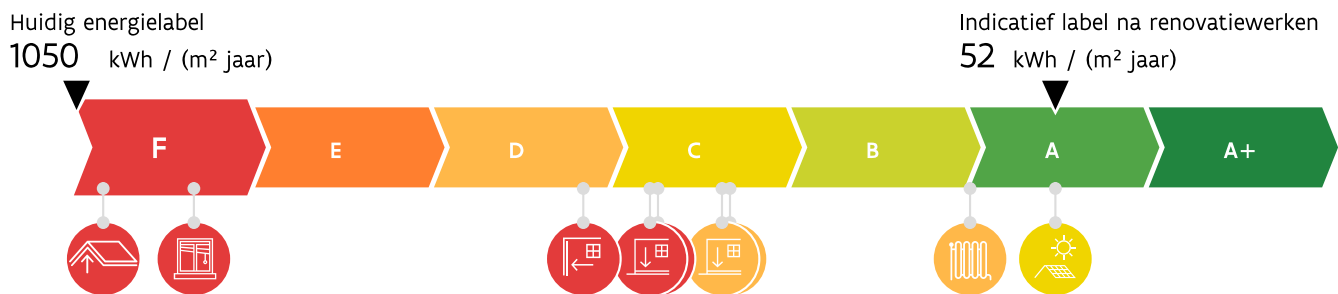 Huidig energielabel
1050 kWh / (m² jaar)
Indicatief label na renovatiewerken
52 kWh / (m² jaar)
F E D C B A A+